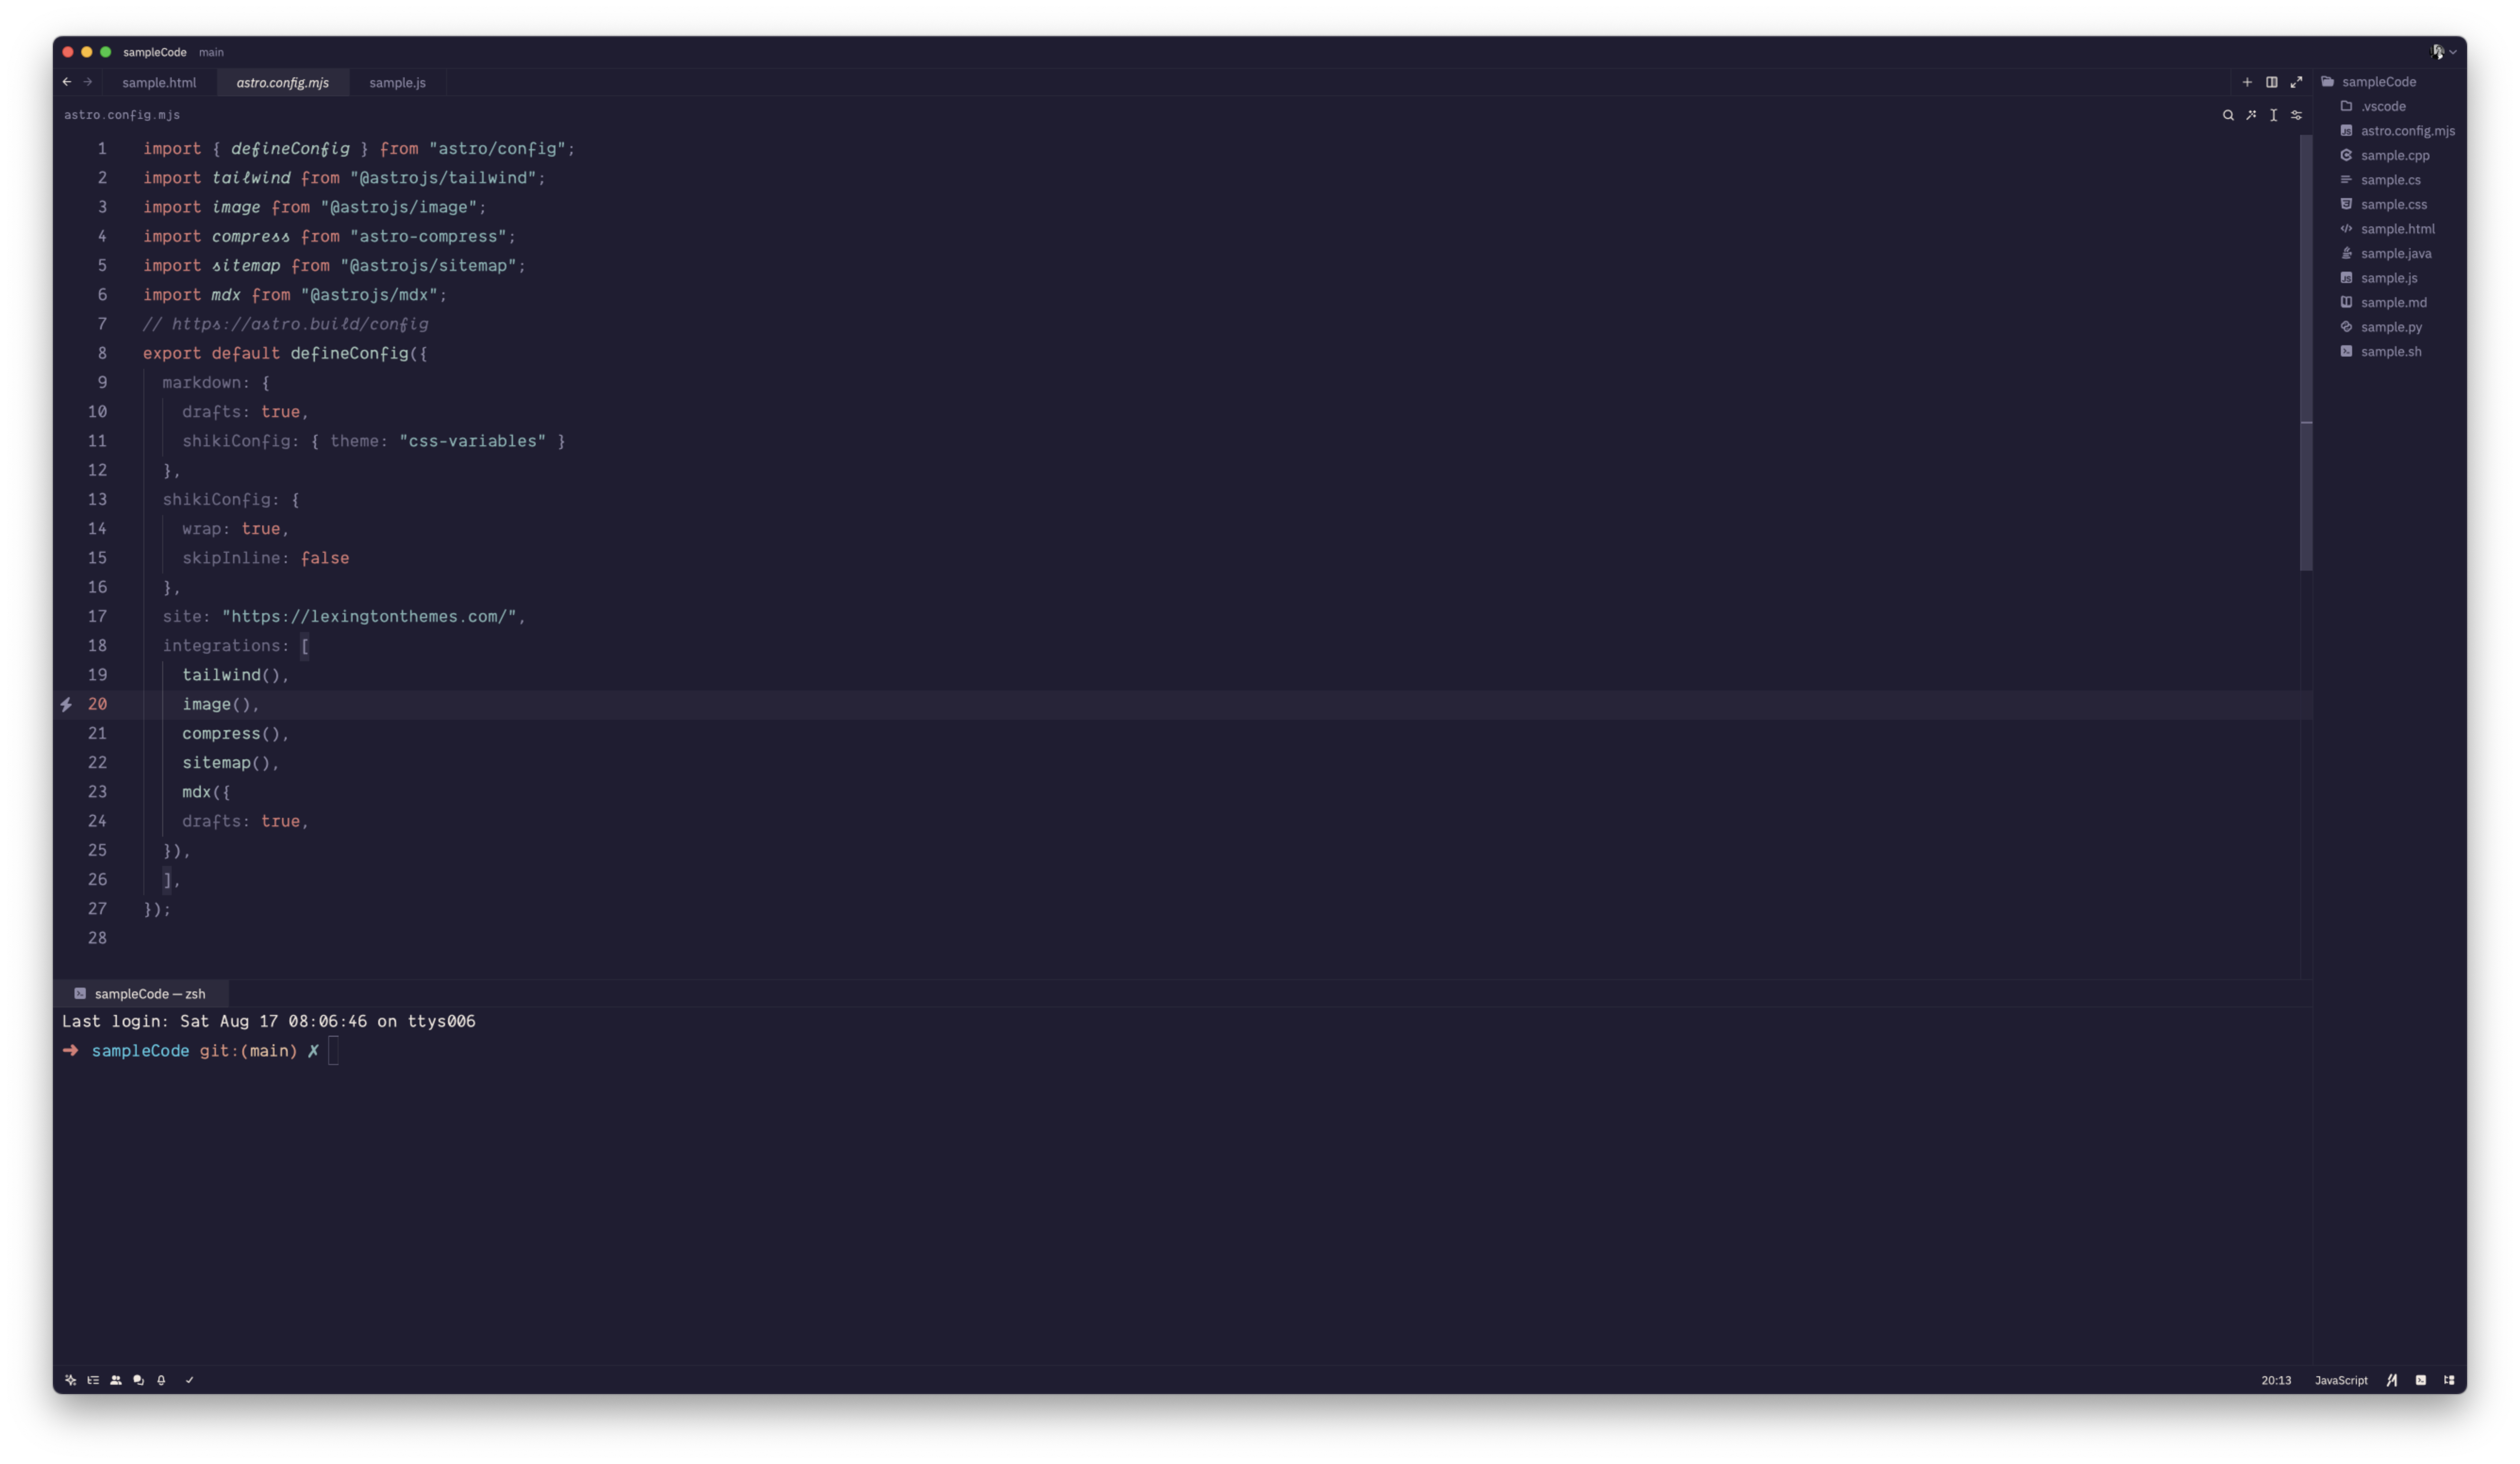 sampleCode main
sample.html astro.config.mjs sample.js
astro.config.mjs
1 import { defineConfig } from "astro/config";
2 import tailwind from "@astrojs/tailwind";
3 import image from "@astrojs/image";
4 import compress from "astro-compress";
5 import sitemap from "@astrojs/sitemap";
6 import mdx from "@astrojs/mdx";
7 // https://astro.build/config
8 export default defineConfig({
9 markdown: {
10 drafts: true,
11 shikiConfig: { theme: "css-variables" }
12 },
13 shikiConfig: {
14 wrap: true,
15 skipInline: false
16 },
17 site: "https://lexingtonthemes.com/",
18 integrations: [
19 tailwind(),
20 image(),
21 compress(),
22 sitemap(),
23 mdx({
24 drafts: true,
25 }),
26 ],
27 });
28
sampleCode
.vscode
astro.config.mjs
sample.cpp
sample.cs
sample.css
sample.html
sample.java
sample.js
sample.md
sample.py
sample.sh
sampleCode — zsh
Last login: Sat Aug 17 08:06:46 on ttys006
➜ sampleCode git:(main) ✗
20:13 JavaScript